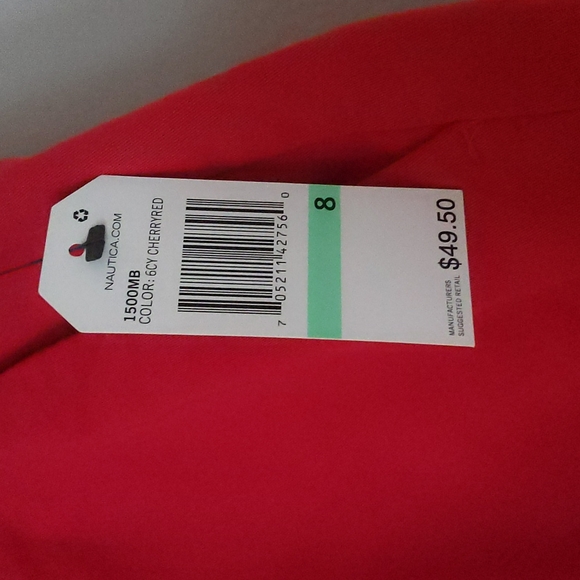 NAUTICA.COM
1500MB
COLOR: 6CY CHERRYRED
7 05211 42756 0
8
MANUFACTURERS
SUGGESTED RETAIL $49.50